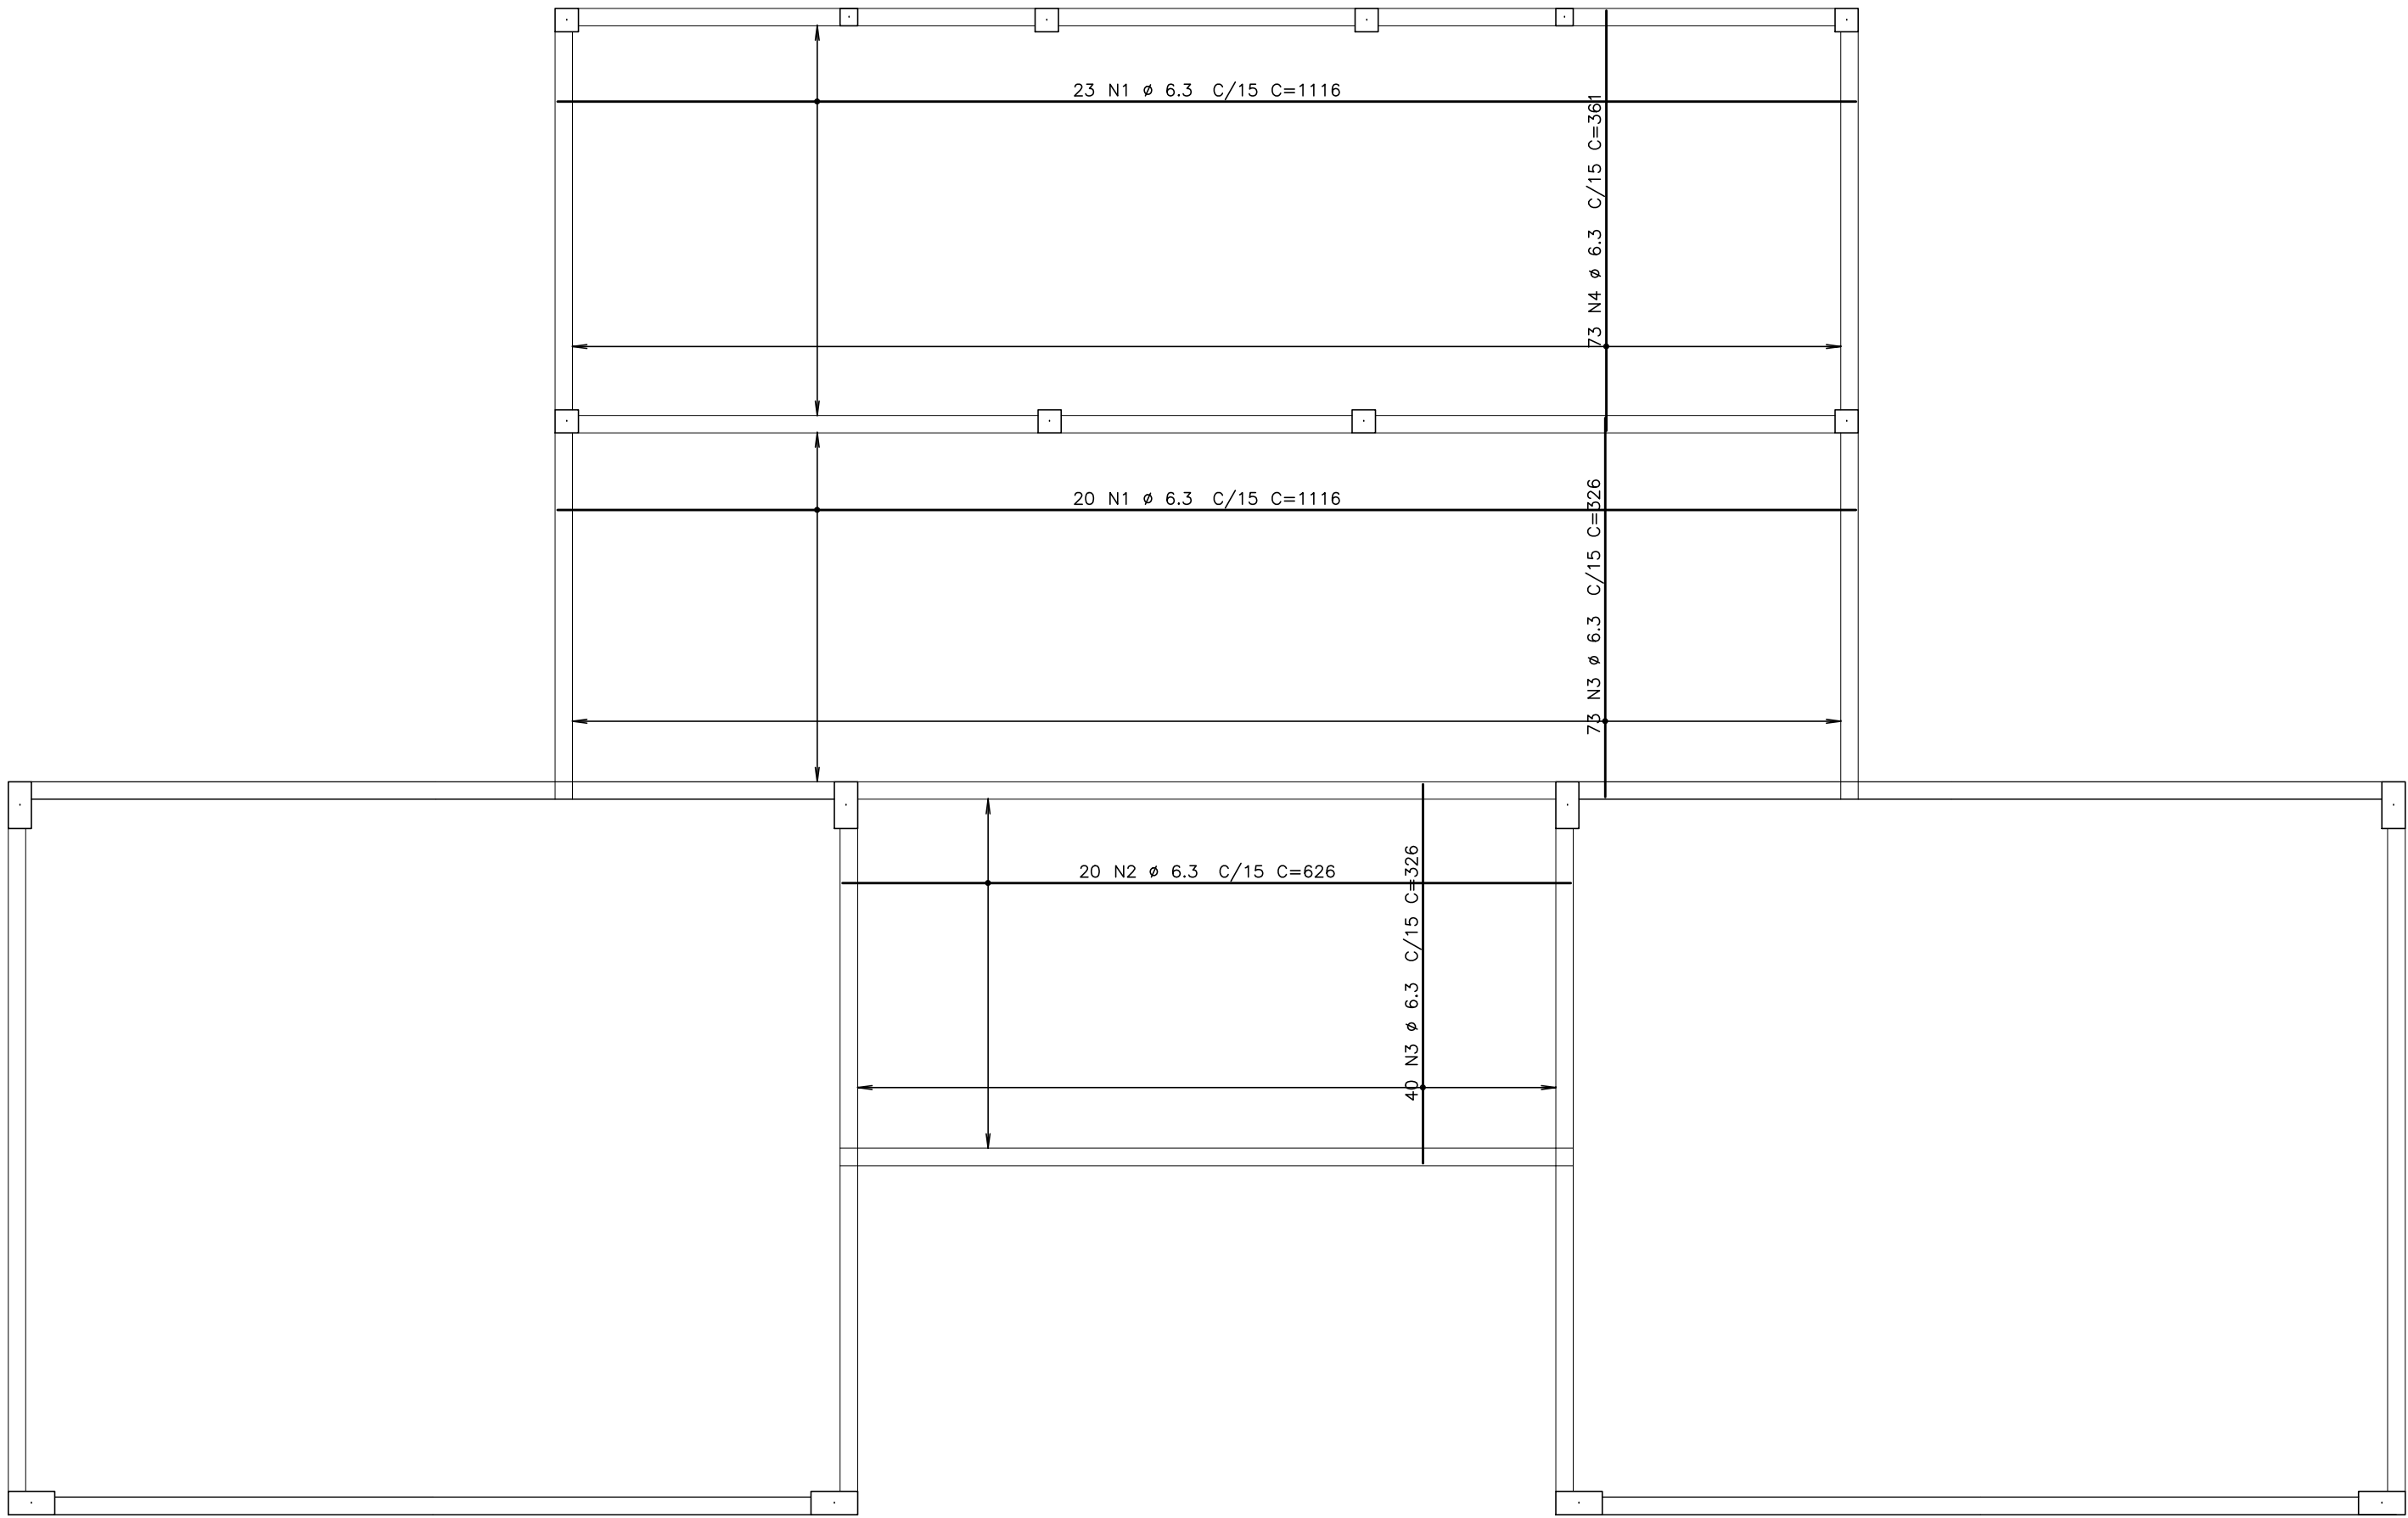 23 N1 ø 6.3 C/15 C=1116
73 N4 ø 6.3 C/15 C=361
20 N1 ø 6.3 C/15 C=1116
73 N3 ø 6.3 C/15 C=326
20 N2 ø 6.3 C/15 C=626
40 N3 ø 6.3 C/15 C=326